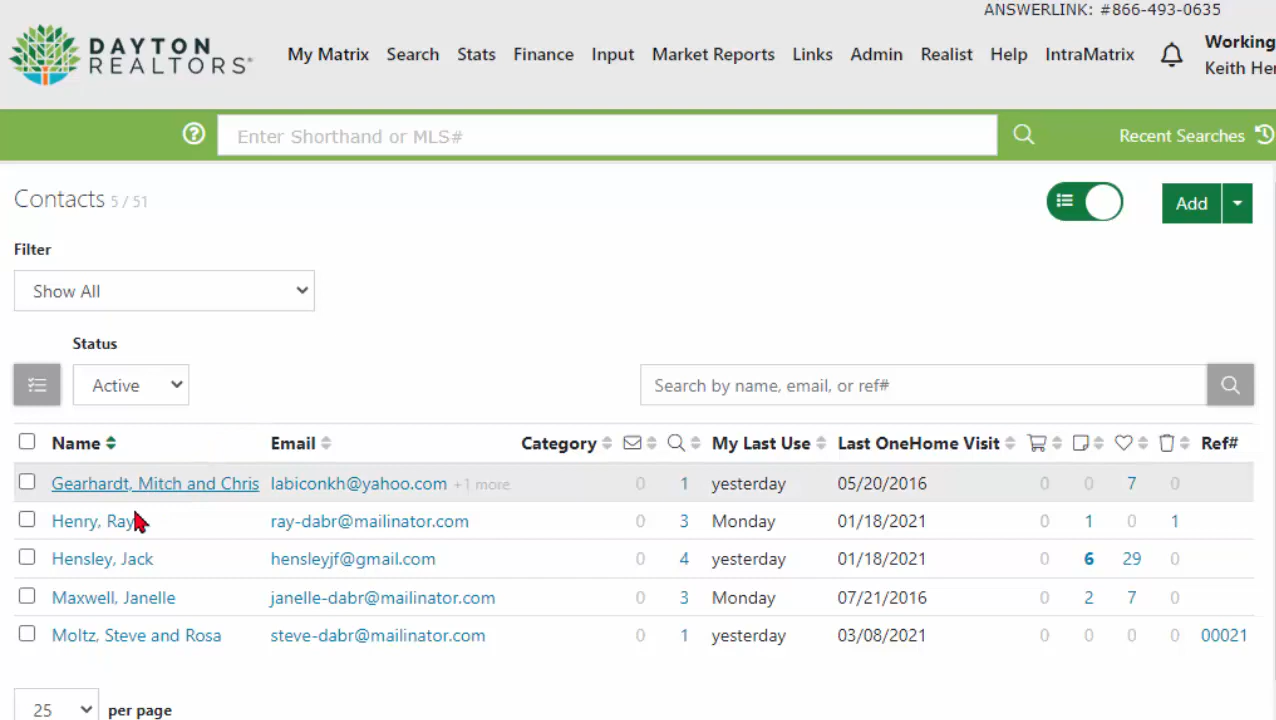 ANSWERLINK: #866-493-0635
DAYTON
REALTORS®
My Matrix Search Stats Finance Input Market Reports Links Admin Realist Help IntraMatrix
Working
Keith Her
Enter Shorthand or MLS#
Recent Searches
Contacts 5 / 51
Add
Filter
Show All
Status
Active
Search by name, email, or ref#
Name Email Category My Last Use Last OneHome Visit Ref#
Gearhardt, Mitch and Chris labiconkh@yahoo.com +1 more 0 1 yesterday 05/20/2016 0 0 7 0
Henry, Ray ray-dabr@mailinator.com 0 3 Monday 01/18/2021 0 1 0 1
Hensley, Jack hensleyjf@gmail.com 0 4 yesterday 01/18/2021 0 6 29 0
Maxwell, Janelle janelle-dabr@mailinator.com 0 3 Monday 07/21/2016 0 2 7 0
Moltz, Steve and Rosa steve-dabr@mailinator.com 0 1 yesterday 03/08/2021 0 0 0 0 00021
25 per page